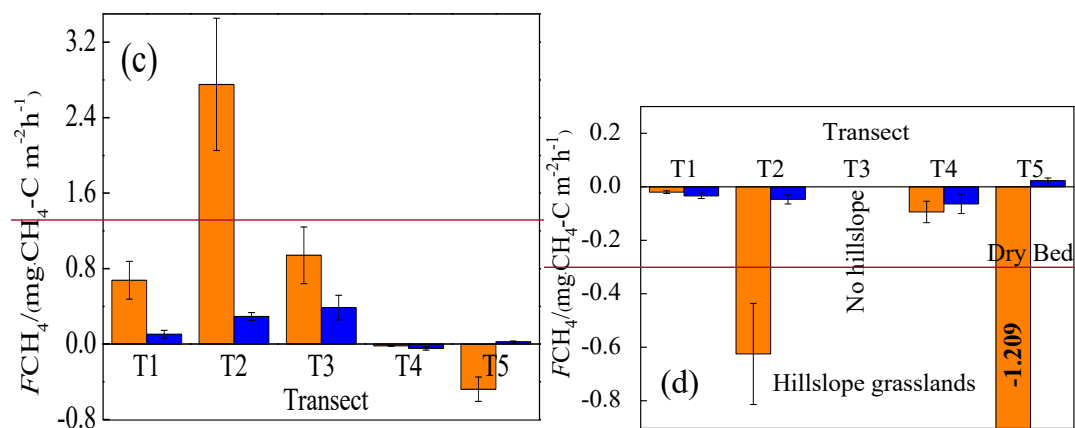 3.2
(c)
2.4
1.6
0.8
0.0
-0.8
FCH4/(mg.CH4-C m-2h-1)
T1 T2 T3 T4 T5
Transect
0.2
0.0
-0.2
-0.4
-0.6
-0.8
FCH4/(mg.CH4-C m-2h-1)
Transect
T1 T2 T3 T4 T5
No hillslope
Dry Bed
-1.209
Hillslope grasslands
(d)